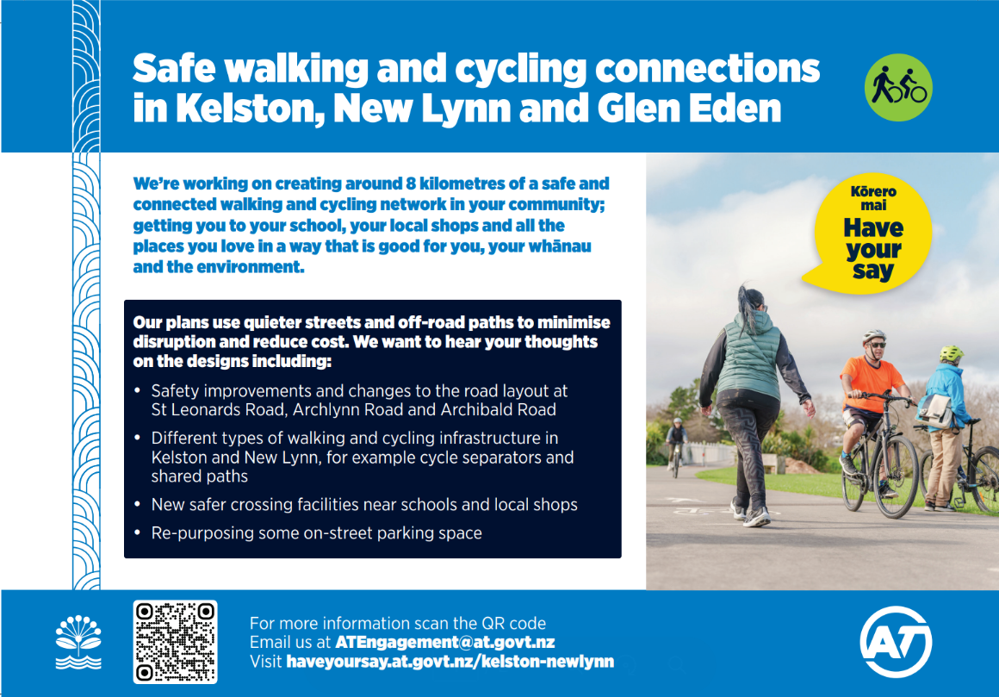 Safe walking and cycling connections
in Kelston, New Lynn and Glen Eden
We're working on creating around 8 kilometres of a safe and
connected walking and cycling network in your community;
getting you to your school, your local shops and all the
places you love in a way that is good for you, your whānau
and the environment.
Kōrero
mai
Have
your
say
Our plans use quieter streets and off-road paths to minimise
disruption and reduce cost. We want to hear your thoughts
on the designs including:
• Safety improvements and changes to the road layout at
St Leonards Road, Archlynn Road and Archibald Road
• Different types of walking and cycling infrastructure in
Kelston and New Lynn, for example cycle separators and
shared paths
• New safer crossing facilities near schools and local shops
• Re-purposing some on-street parking space
For more information scan the QR code
Email us at ATEngagement@at.govt.nz
Visit haveyoursay.at.govt.nz/kelston-newlynn
AT